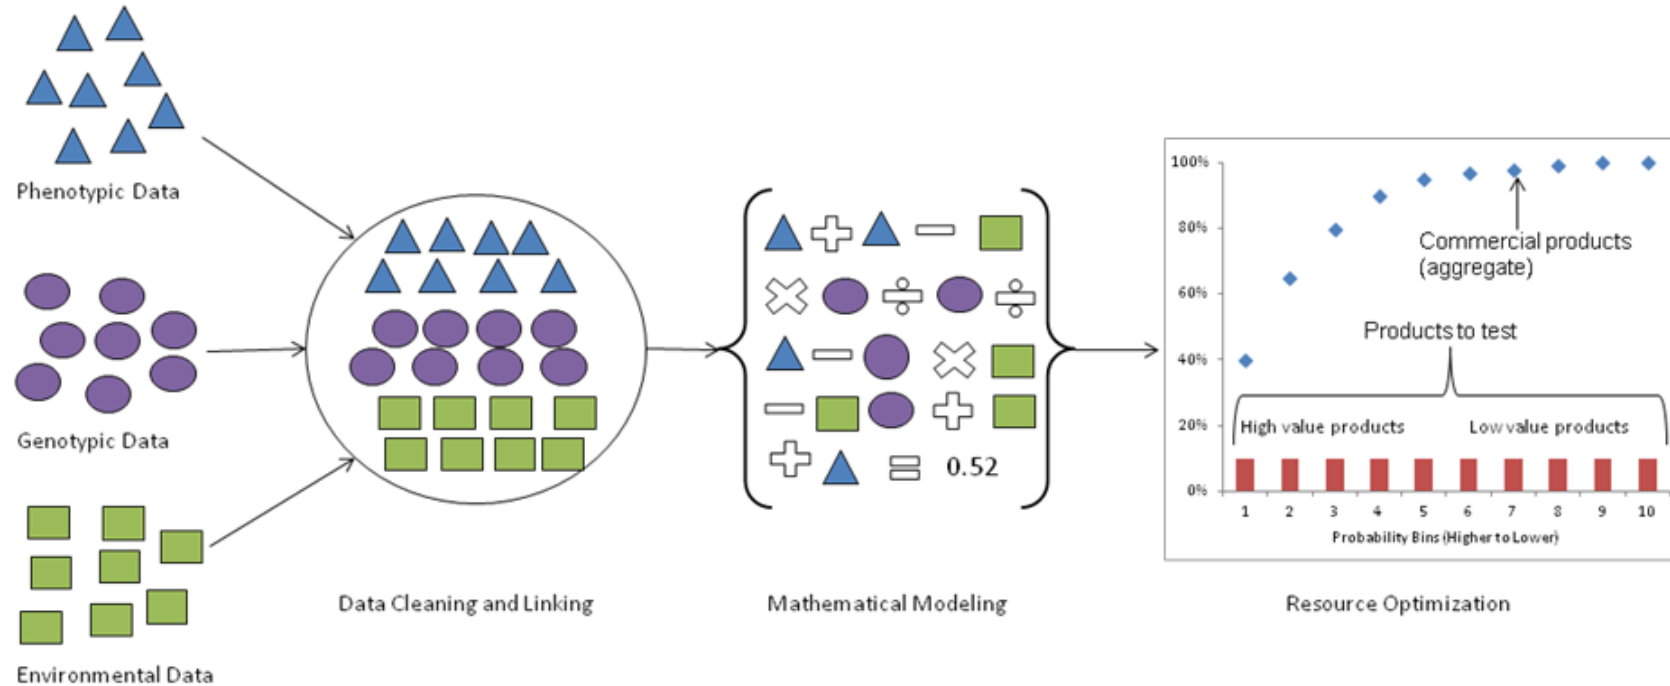 Phenotypic Data
Genotypic Data
Environmental Data
Data Cleaning and Linking
0.52
Mathematical Modeling
100%
80%
60%
40%
20%
0%
Commercial products
(aggregate)
Products to test
High value products
Low value products
1 2 3 4 5 6 7 8 9 10
Probability Bins (Higher to Lower)
Resource Optimization